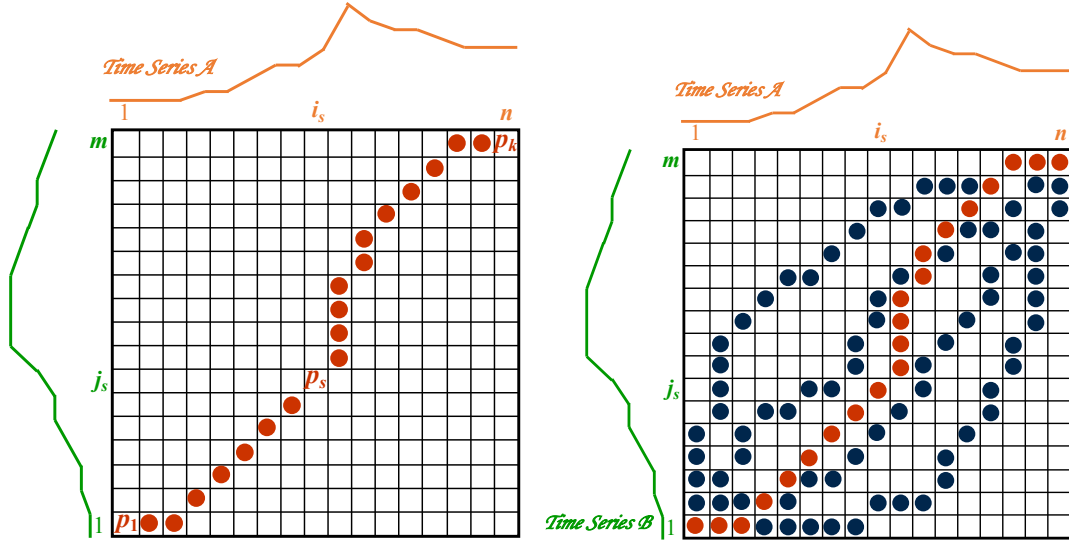 Time Series A
1 i_s n
m
p_k
j_s
p_s
p_1
1
Time Series A
1 i_s n
m
j_s
Time Series B 1